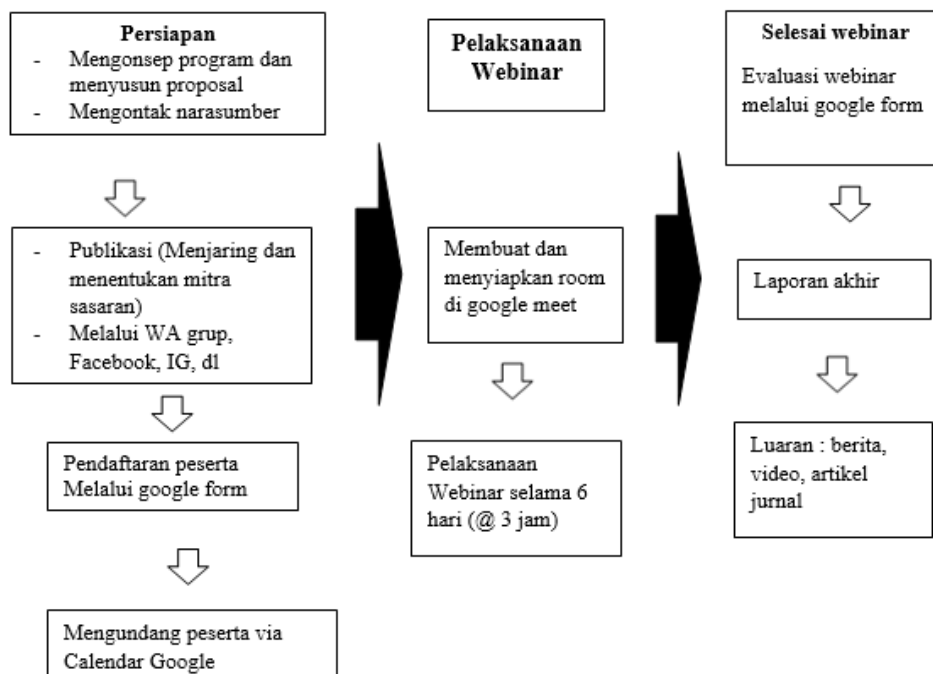 Persiapan
- Mengonsep program dan
menyusun proposal
- Mengontak narasumber
- Publikasi (Menjaring dan
menentukan mitra
sasaran)
- Melalui WA grup,
Facebook, IG, dl
Pendaftaran peserta
Melalui google form
Mengundang peserta via
Calendar Google
Pelaksanaan
Webinar
Membuat dan
menyiapkan room
di google meet
Pelaksanaan
Webinar selama 6
hari (@ 3 jam)
Selesai webinar
Evaluasi webinar
melalui google form
Laporan akhir
Luaran : berita,
video, artikel
jurnal